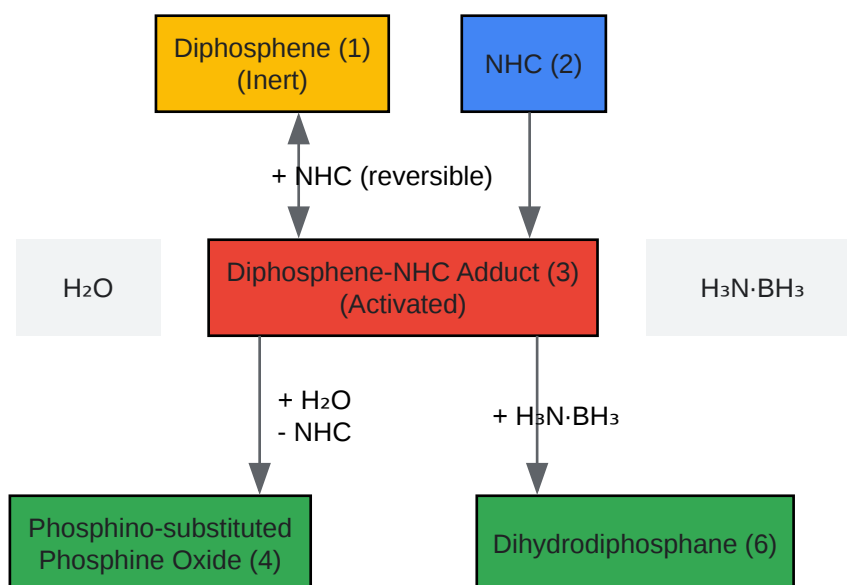 Diphosphene (1)
(Inert)
NHC (2)
+ NHC (reversible)
H₂O
Diphosphene-NHC Adduct (3)
(Activated)
H₃N·BH₃
+ H₂O
- NHC
+ H₃N·BH₃
Phosphino-substituted
Phosphine Oxide (4)
Dihydrodiphosphane (6)